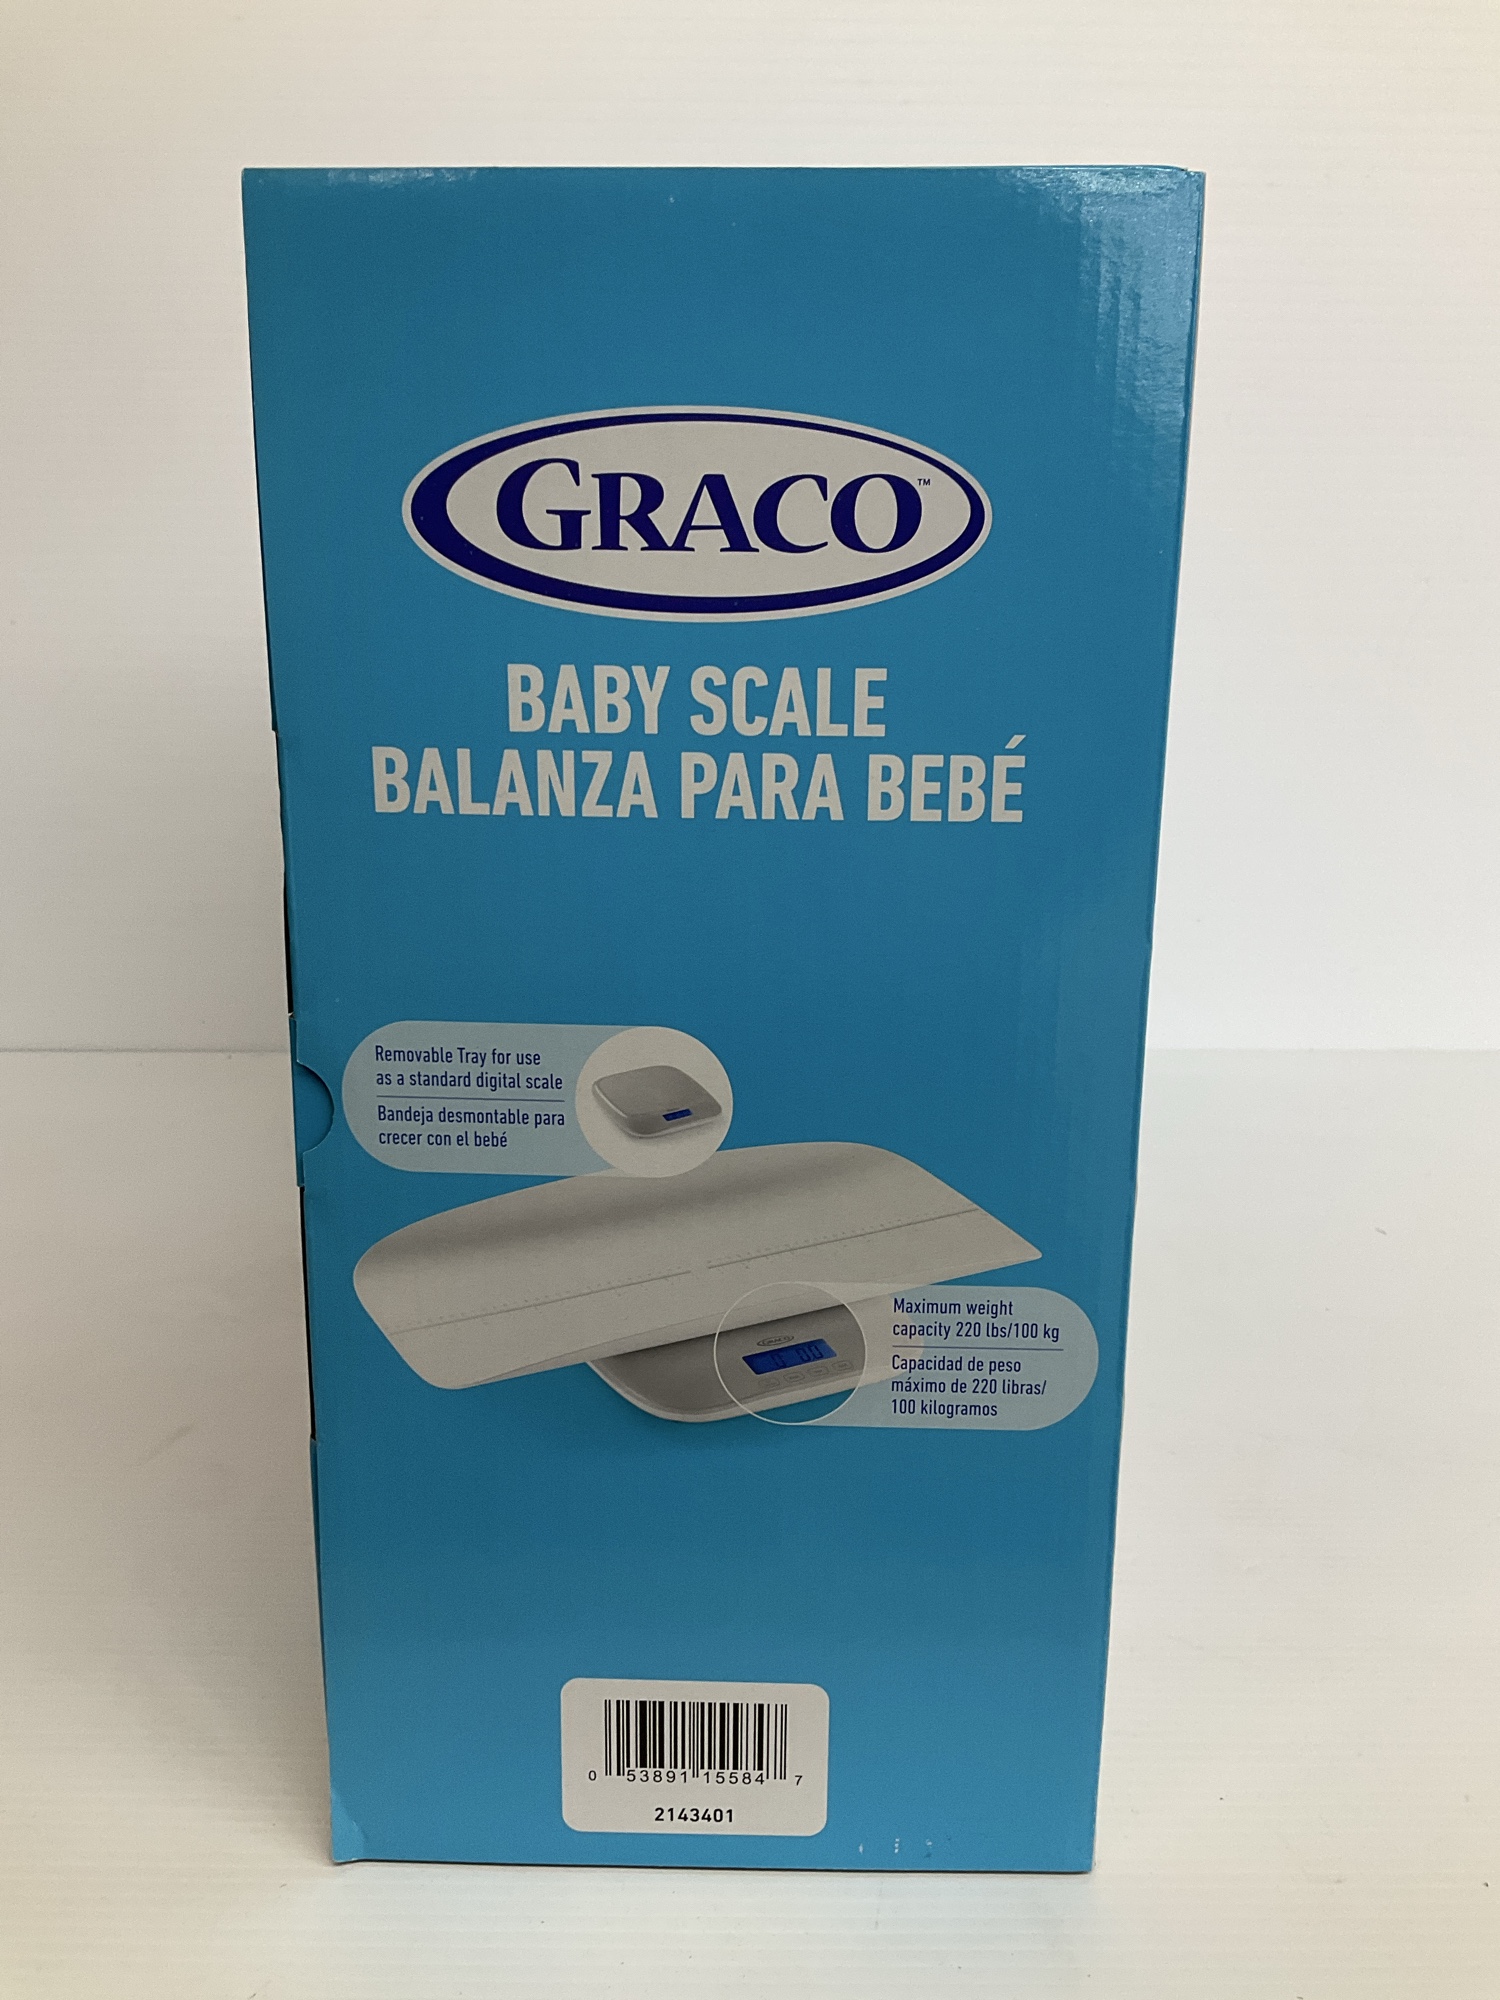 GRACO™
BABY SCALE
BALANZA PARA BEBÉ
Removable Tray for use
as a standard digital scale
Bandeja desmontable para
crecer con el bebé
GRACO
Maximum weight
capacity 220 lbs/100 kg
Capacidad de peso
máximo de 220 libras/
100 kilogramos
0 53891 15584 7
2143401